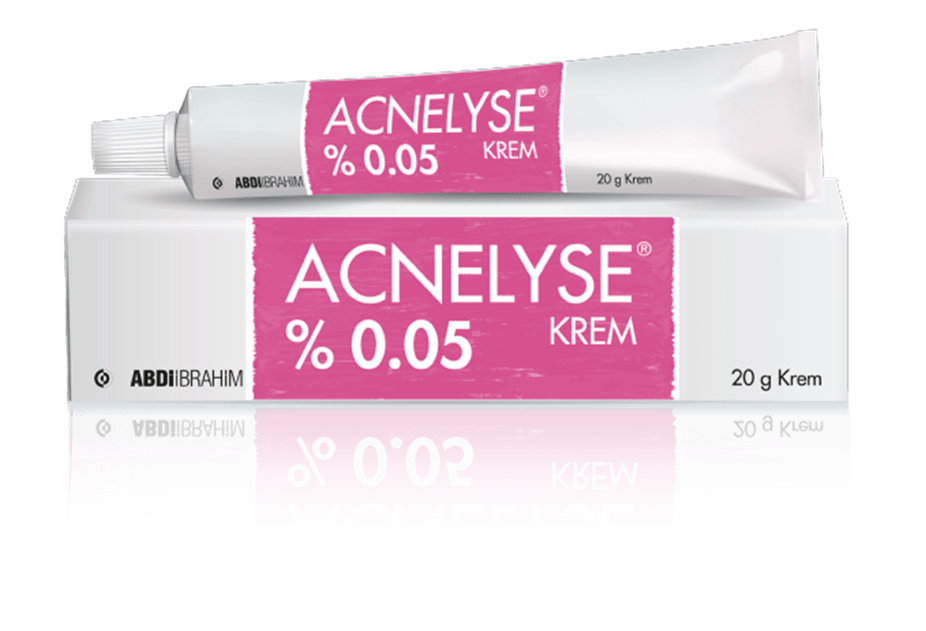 ACNELYSE®
% 0.05 KREM
ABDIIBRAHIM
20 g Krem
ACNELYSE®
% 0.05 KREM
ABDIIBRAHIM
20 g Krem